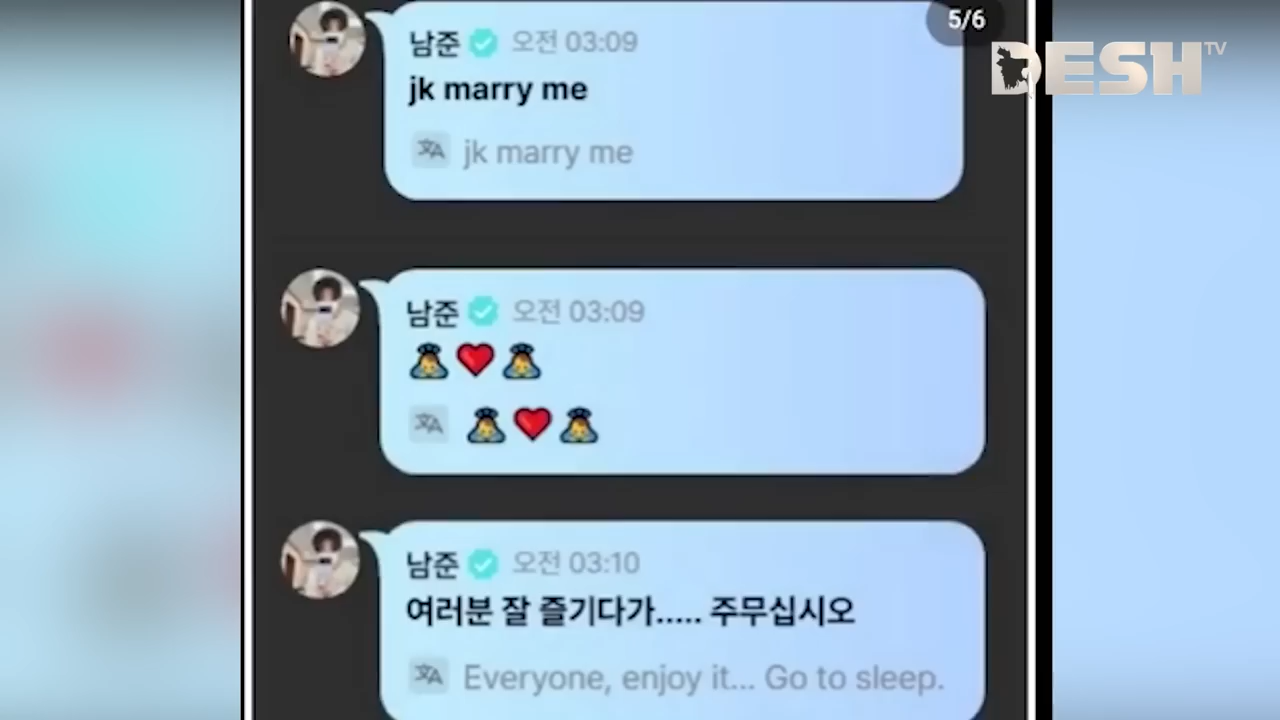 5/6
DESH TV
남준 오전 03:09
jk marry me
jk marry me
남준 오전 03:09
🙇❤️🙇
🙇❤️🙇
남준 오전 03:10
여러분 잘 즐기다가..... 주무십시오
Everyone, enjoy it... Go to sleep.